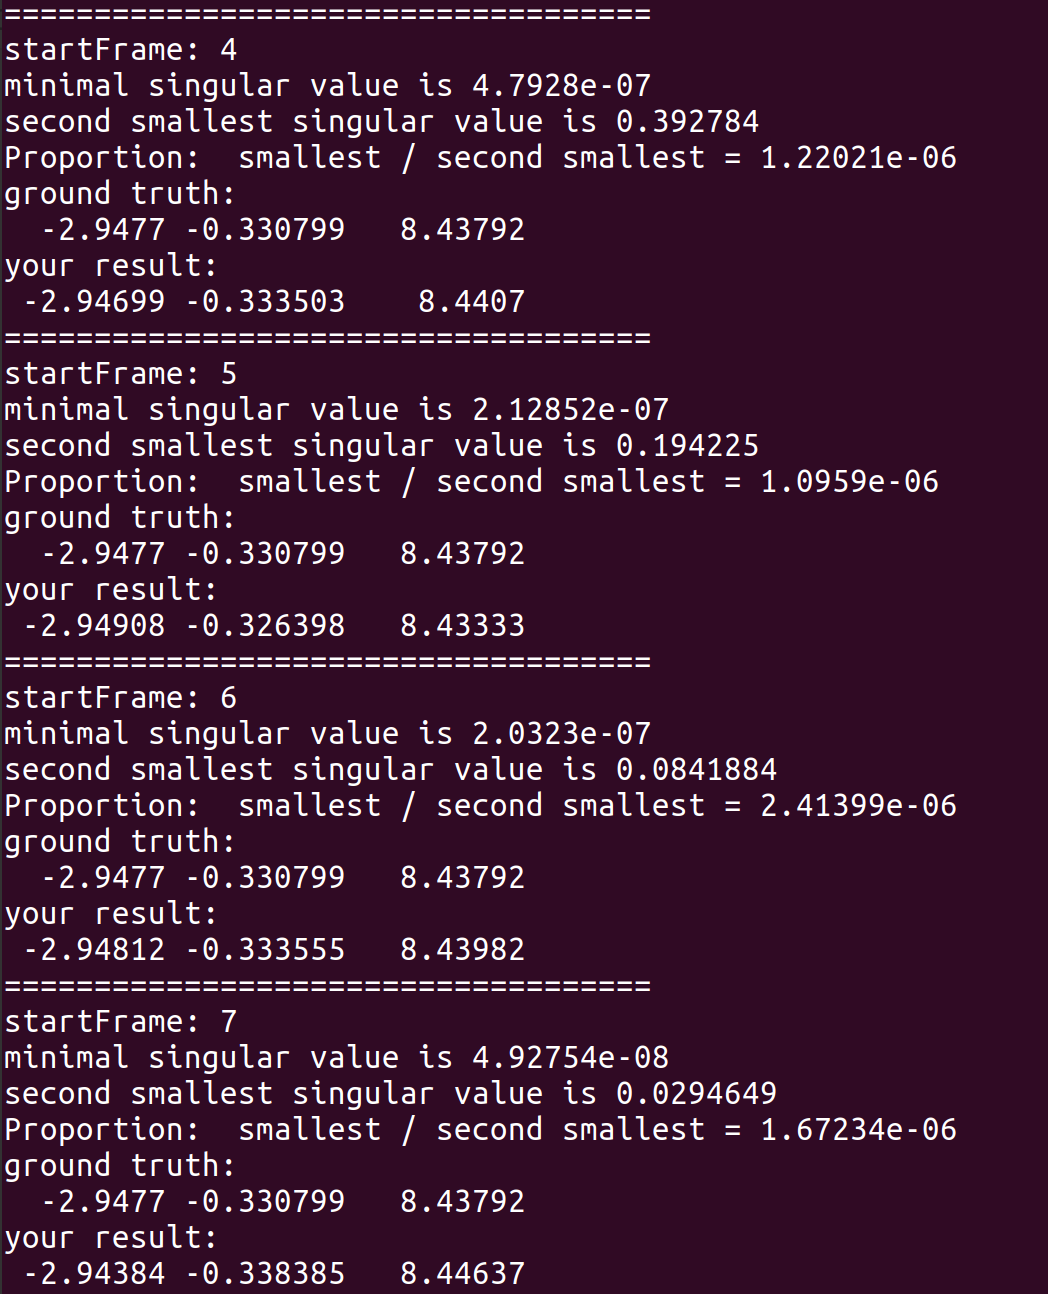 ====================================
startFrame: 4
minimal singular value is 4.7928e-07
second smallest singular value is 0.392784
Proportion:  smallest / second smallest = 1.22021e-06
ground truth:
  -2.9477 -0.330799   8.43792
your result:
 -2.94699 -0.333503    8.4407
====================================
startFrame: 5
minimal singular value is 2.12852e-07
second smallest singular value is 0.194225
Proportion:  smallest / second smallest = 1.0959e-06
ground truth:
  -2.9477 -0.330799   8.43792
your result:
 -2.94908 -0.326398   8.43333
====================================
startFrame: 6
minimal singular value is 2.0323e-07
second smallest singular value is 0.0841884
Proportion:  smallest / second smallest = 2.41399e-06
ground truth:
  -2.9477 -0.330799   8.43792
your result:
 -2.94812 -0.333555   8.43982
====================================
startFrame: 7
minimal singular value is 4.92754e-08
second smallest singular value is 0.0294649
Proportion:  smallest / second smallest = 1.67234e-06
ground truth:
  -2.9477 -0.330799   8.43792
your result:
 -2.94384 -0.338385   8.44637